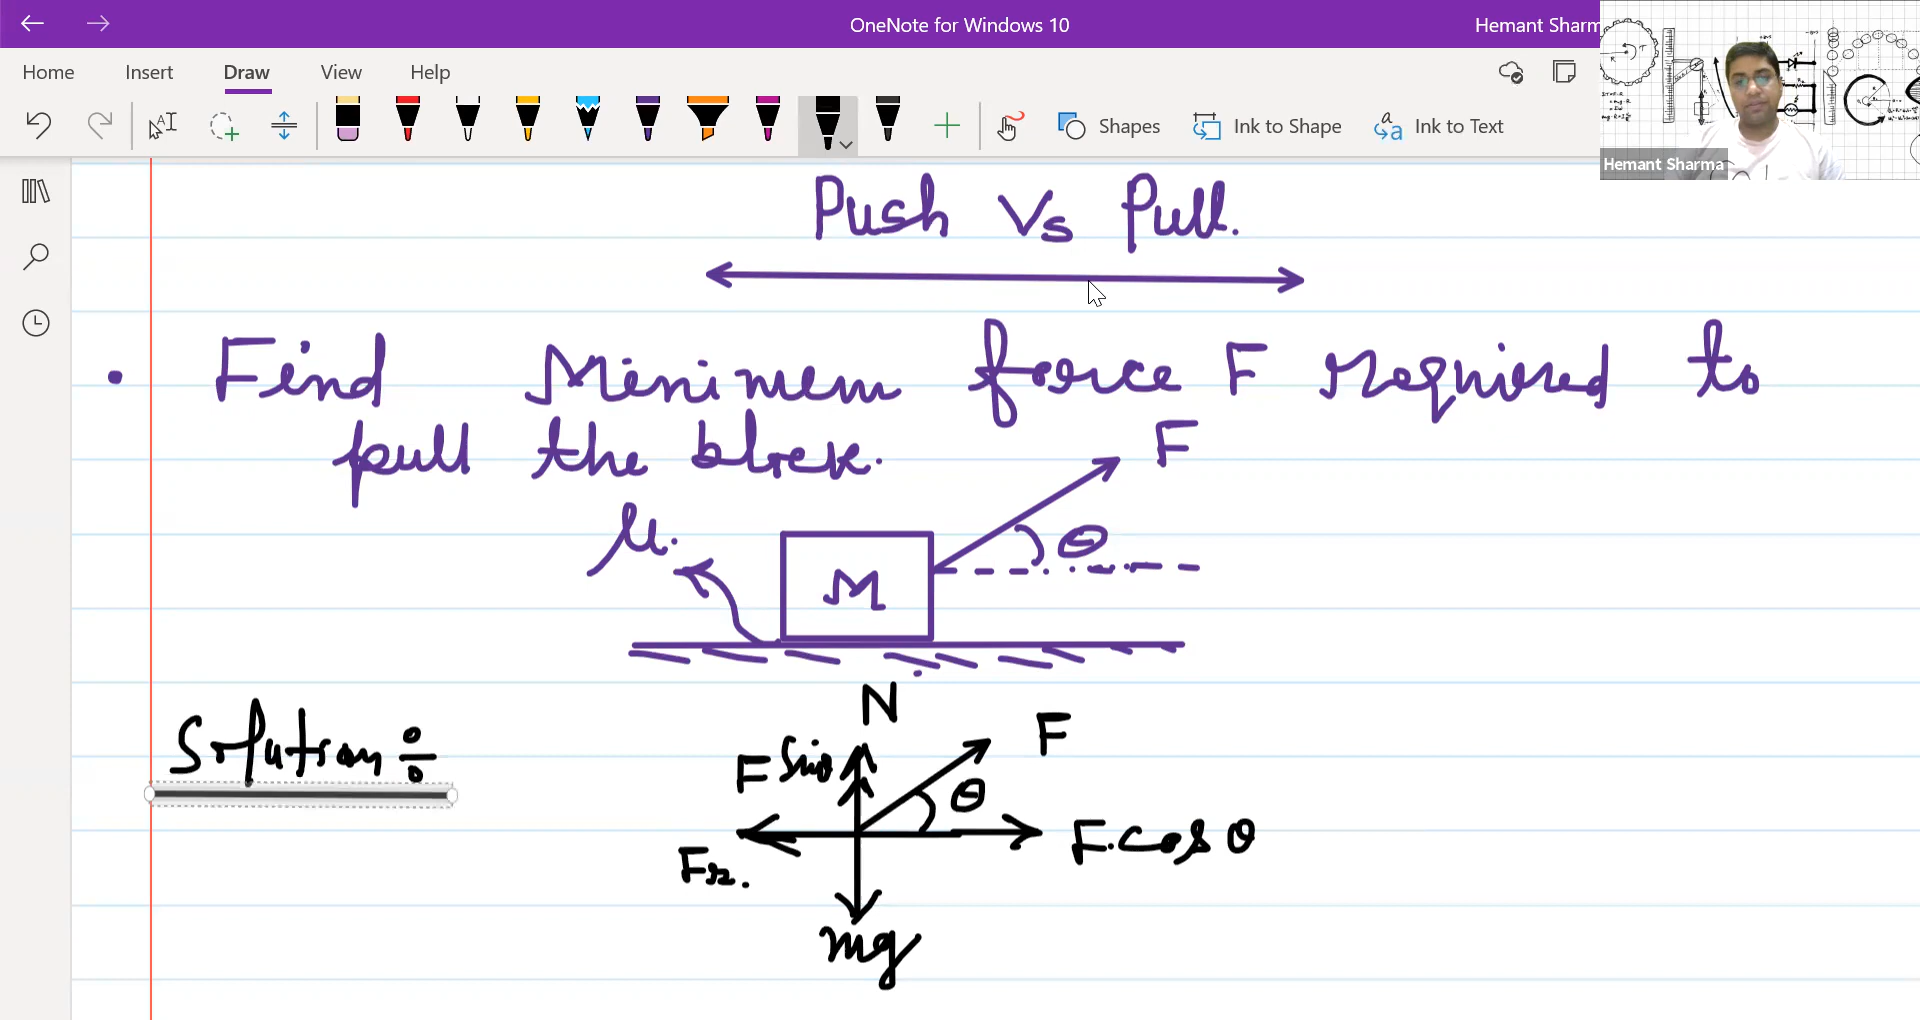 OneNote for Windows 10
Hemant Sharm
Home Insert Draw View Help
Shapes Ink to Shape Ink to Text
Hemant Sharma
Push Vs Pull.
• Find Minimum force F Required to
pull the block.
F
μ.
θ
M
Solution ÷
N
F
F Sinθ
θ
F.cos θ
Fr.
mg